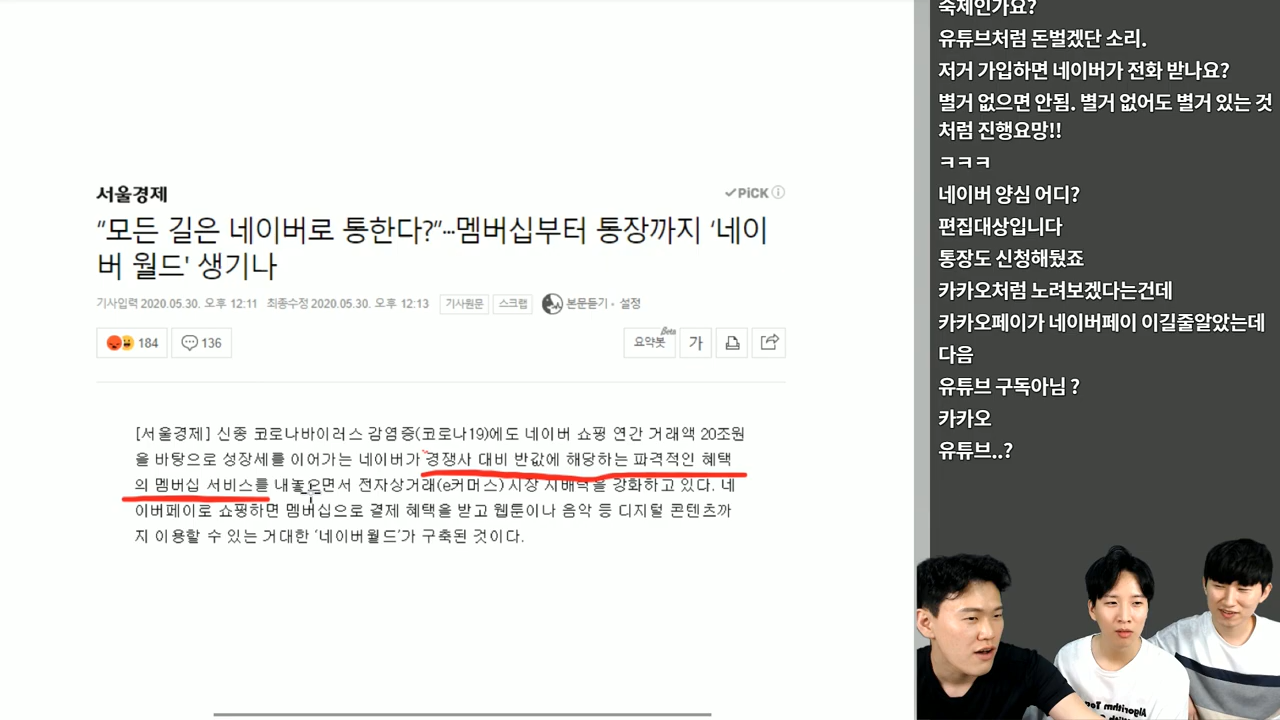 서울경제
✓PiCK
“모든 길은 네이버로 통한다?”…멤버십부터 통장까지 ‘네이
버 월드' 생기나
기사입력 2020.05.30. 오후 12:11 최종수정 2020.05.30. 오후 12:13 기사원문 스크랩 본문듣기 · 설정
184 136 요약봇 Beta 가
[서울경제] 신종 코로나바이러스 감염증(코로나19)에도 네이버 쇼핑 연간 거래액 20조원
을 바탕으로 성장세를 이어가는 네이버가 경쟁사 대비 반값에 해당하는 파격적인 혜택
의 멤버십 서비스를 내놓으면서 전자상거래(e커머스) 시장 지배력을 강화하고 있다. 네
이버페이로 쇼핑하면 멤버십으로 결제 혜택을 받고 웹툰이나 음악 등 디지털 콘텐츠까
지 이용할 수 있는 거대한 ‘네이버월드’가 구축된 것이다.
숙제인가요?
유튜브처럼 돈벌겠단 소리.
저거 가입하면 네이버가 전화 받나요?
별거 없으면 안됨. 별거 없어도 별거 있는 것
처럼 진행요망!!
ㅋㅋㅋ
네이버 양심 어디?
편집대상입니다
통장도 신청해뒀죠
카카오처럼 노려보겠다는건데
카카오페이가 네이버페이 이길줄알았는데
다음
유튜브 구독아님 ?
카카오
유튜브..?
Algorithm